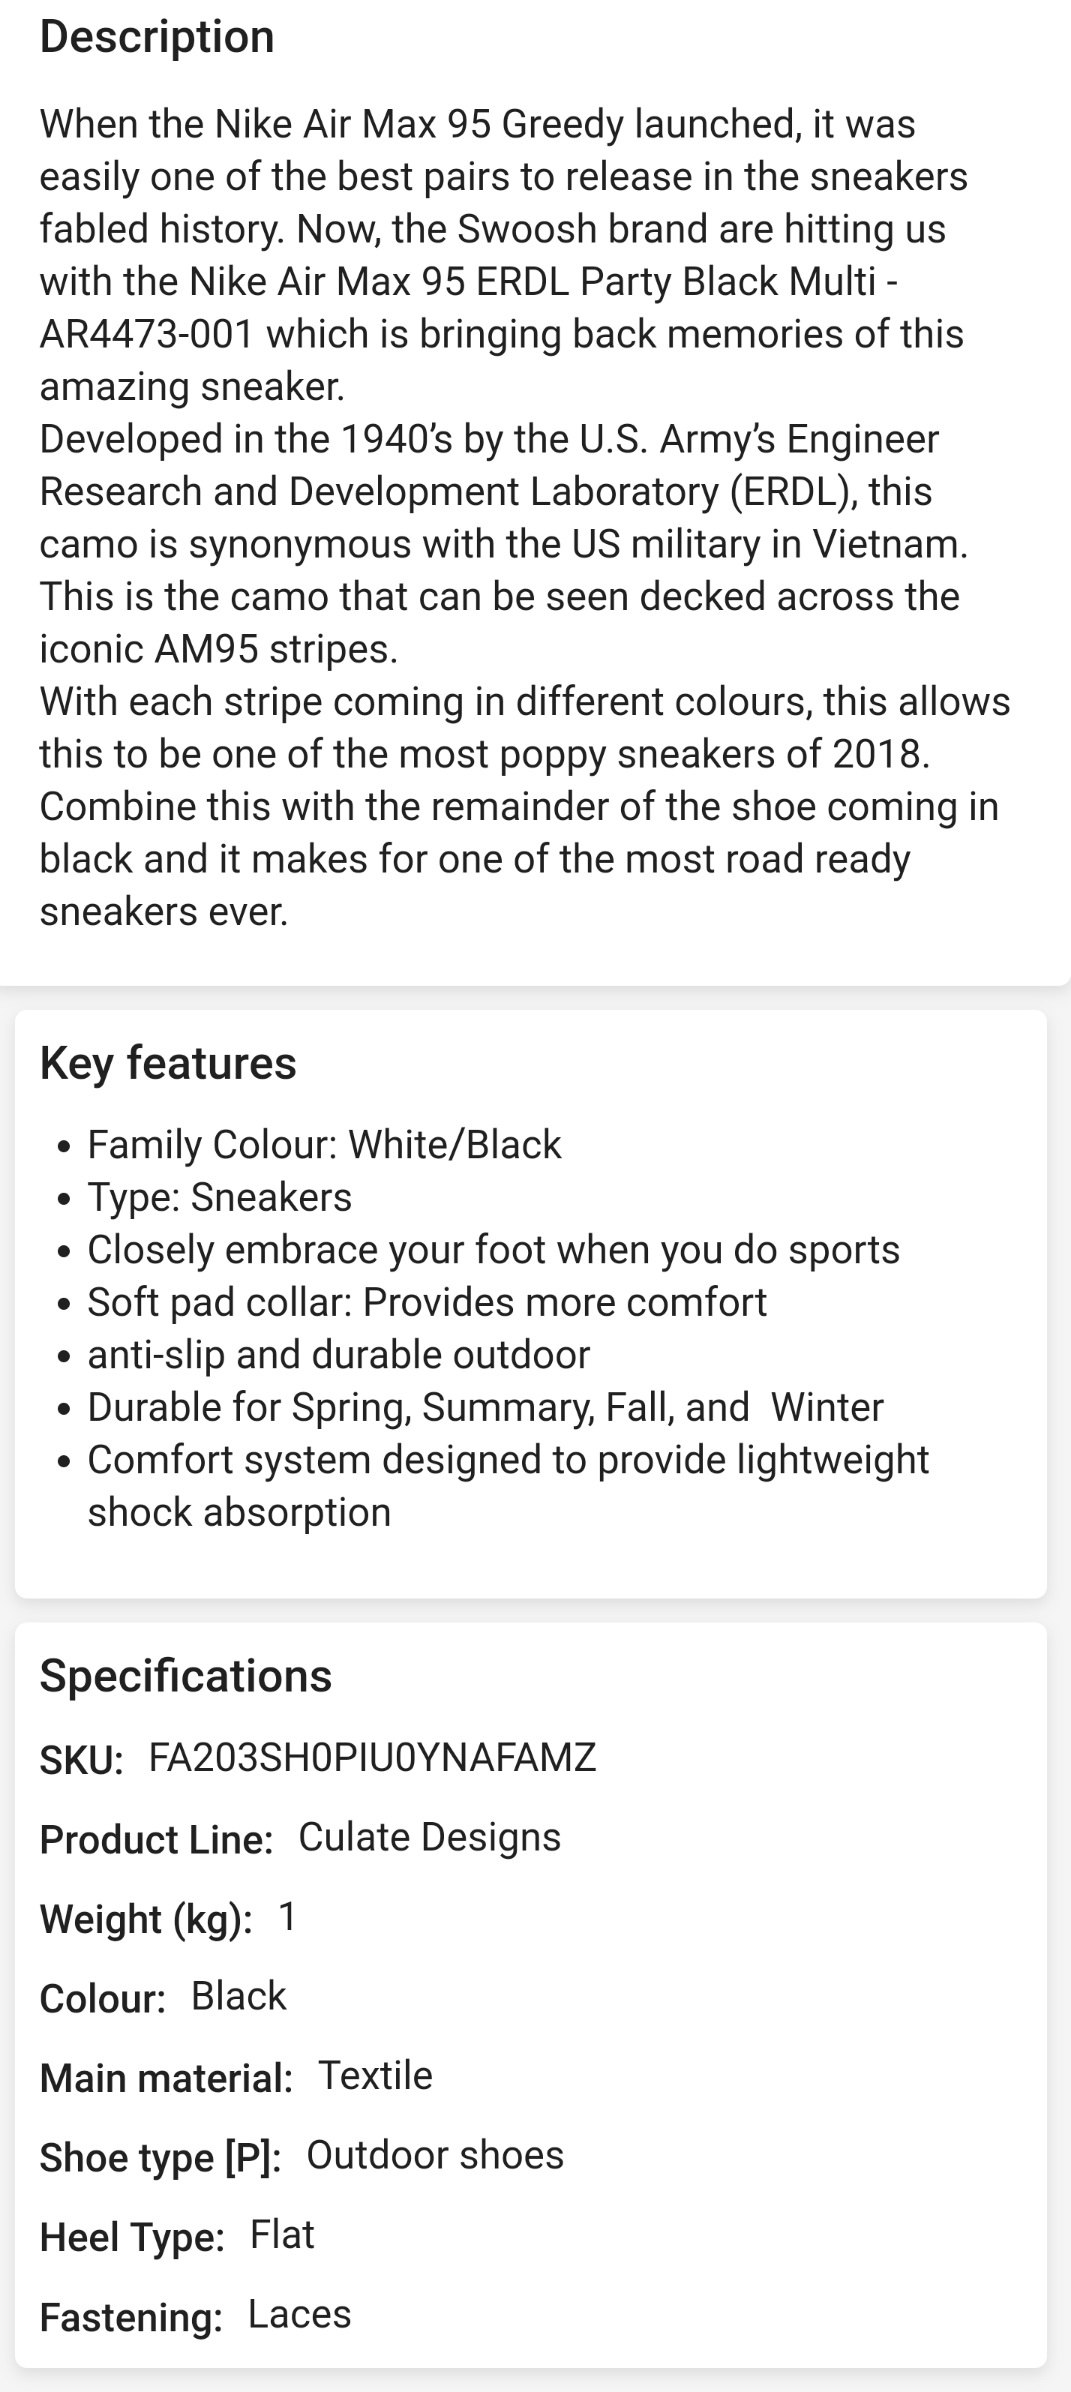 Description
When the Nike Air Max 95 Greedy launched, it was
easily one of the best pairs to release in the sneakers
fabled history. Now, the Swoosh brand are hitting us
with the Nike Air Max 95 ERDL Party Black Multi -
AR4473-001 which is bringing back memories of this
amazing sneaker.
Developed in the 1940’s by the U.S. Army’s Engineer
Research and Development Laboratory (ERDL), this
camo is synonymous with the US military in Vietnam.
This is the camo that can be seen decked across the
iconic AM95 stripes.
With each stripe coming in different colours, this allows
this to be one of the most poppy sneakers of 2018.
Combine this with the remainder of the shoe coming in
black and it makes for one of the most road ready
sneakers ever.
Key features
• Family Colour: White/Black
• Type: Sneakers
• Closely embrace your foot when you do sports
• Soft pad collar: Provides more comfort
• anti-slip and durable outdoor
• Durable for Spring, Summary, Fall, and  Winter
• Comfort system designed to provide lightweight
shock absorption
Specifications
SKU: FA203SH0PIU0YNAFAMZ
Product Line: Culate Designs
Weight (kg): 1
Colour: Black
Main material: Textile
Shoe type [P]: Outdoor shoes
Heel Type: Flat
Fastening: Laces